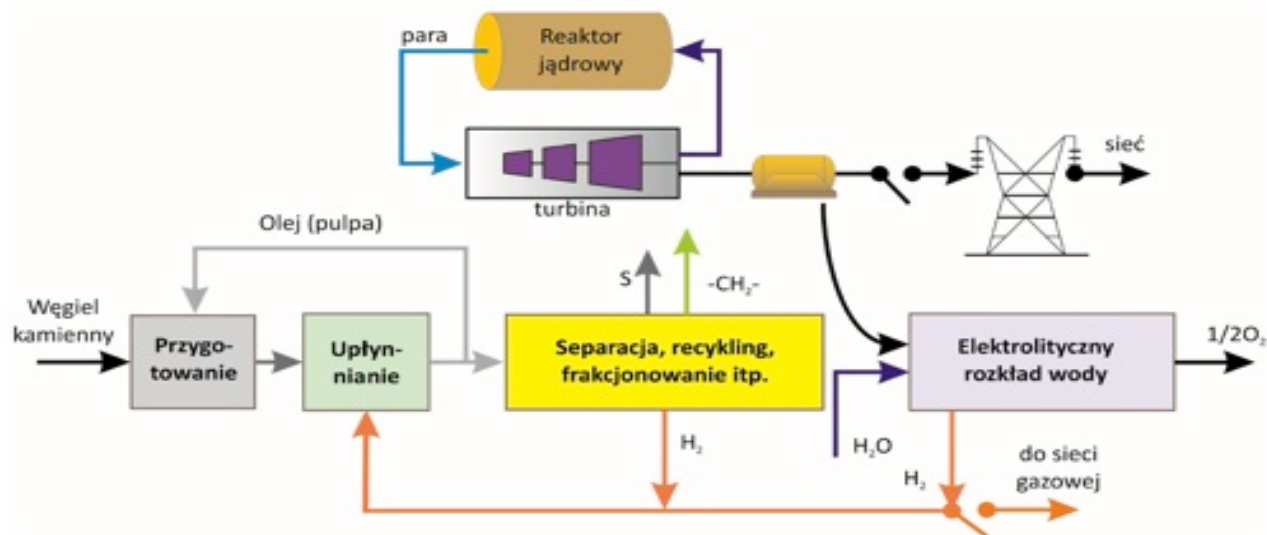 para
Reaktor
jądrowy
sieć
turbina
Olej (pulpa)
S
-CH₂-
Węgiel
kamienny
Przygo-
towanie
Upłyn-
nianie
Separacja, recykling,
frakcjonowanie itp.
Elektrolityczny
rozkład wody
1/2O₂
H₂
H₂O
H₂
do sieci
gazowej